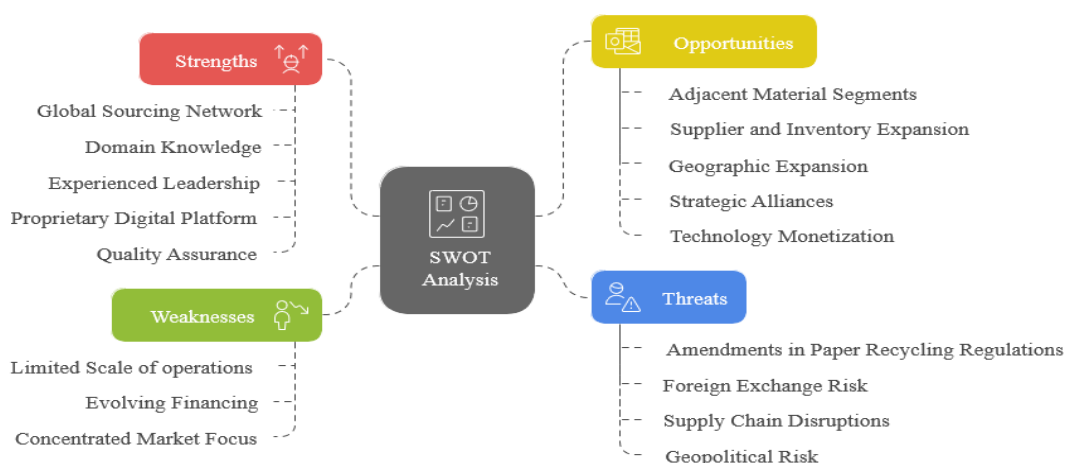 Strengths
Global Sourcing Network
Domain Knowledge
Experienced Leadership
Proprietary Digital Platform
Quality Assurance
Weaknesses
Limited Scale of operations
Evolving Financing
Concentrated Market Focus
SWOT
Analysis
Opportunities
Adjacent Material Segments
Supplier and Inventory Expansion
Geographic Expansion
Strategic Alliances
Technology Monetization
Threats
Amendments in Paper Recycling Regulations
Foreign Exchange Risk
Supply Chain Disruptions
Geopolitical Risk